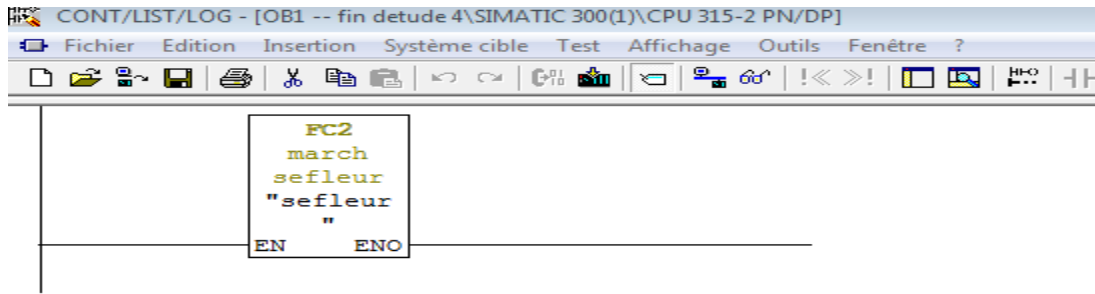 CONT/LIST/LOG - [OB1 -- fin detude 4\SIMATIC 300(1)\CPU 315-2 PN/DP]
Fichier Edition Insertion Système cible Test Affichage Outils Fenêtre ?
FC2
march
sefleur
"sefleur
"
EN ENO